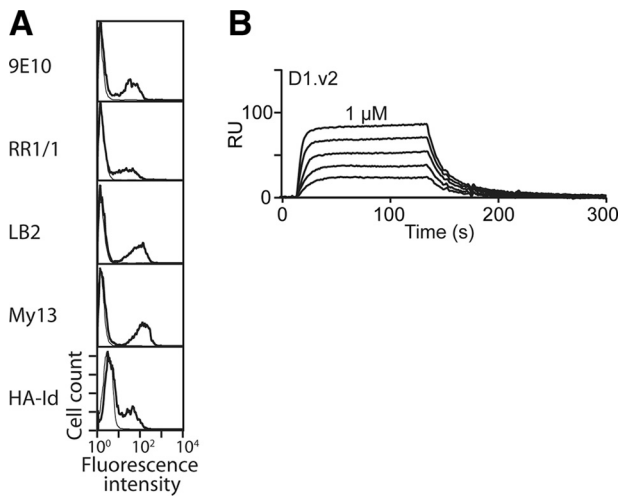 A
9E10
RR1/1
LB2
My13
HA-Id
Cell count
10⁰ 10² 10⁴
Fluorescence
intensity
B
D1.v2
1 µM
RU
100
0
0 100 200 300
Time (s)